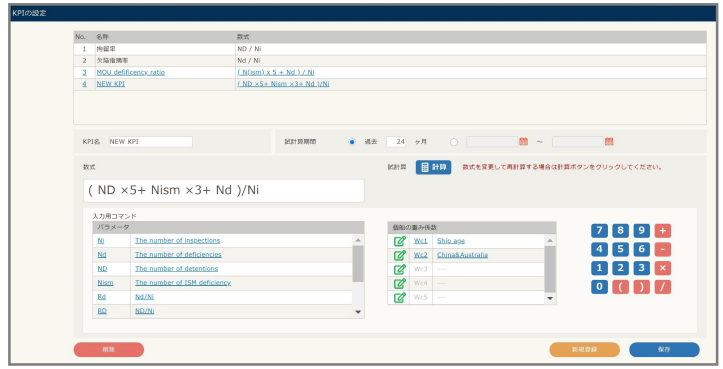 KPIの設定
No. 名称 数式
1 拘留率 ND / Ni
2 欠陥指摘率 Nd / Ni
3 MOU defificency ratio ( N(ism) x 5 + Nd ) / Ni
4 NEW KPI ( ND ×5+ Nism ×3+ Nd )/Ni
KPI名 NEW KPI 試計算期間 過去 24 ヶ月 ~
数式 試計算 計算 数式を変更して再計算する場合は計算ボタンをクリックしてください。
( ND ×5+ Nism ×3+ Nd )/Ni
入力用コマンド
パラメータ 個船の重み係数
Ni The number of inspections Wc1 Ship age
Nd The number of deficiencies Wc2 China&Australia
ND The number of detentions Wc3 ---
Nism The number of ISM deficiency Wc4 ---
Rd Nd/Ni Wc5 ---
RD ND/Ni
7 8 9 +
4 5 6 -
1 2 3 ×
0 ( ) /
削除 新規登録 保存